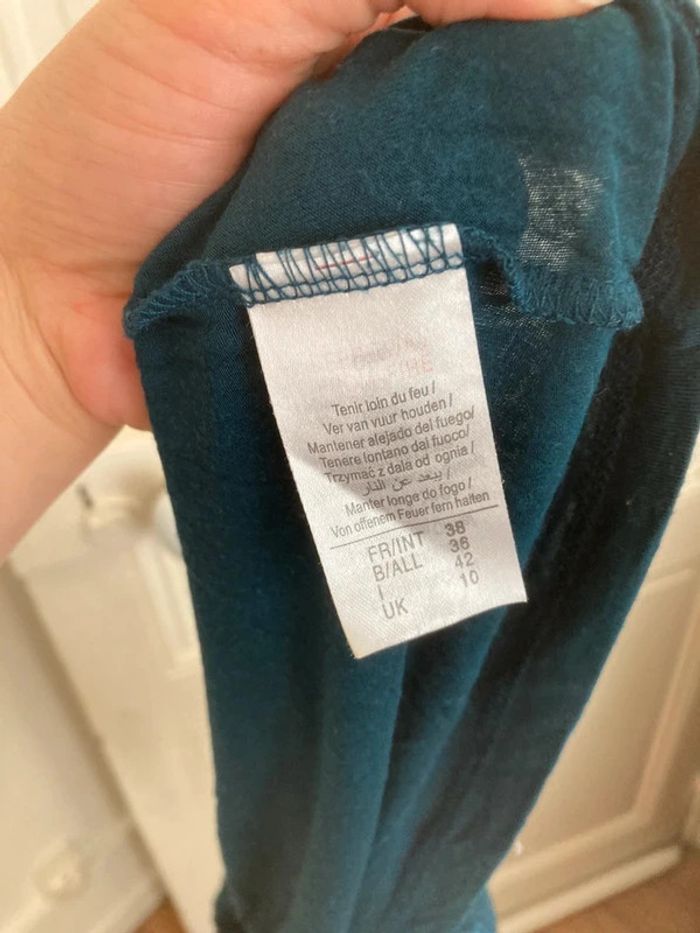 Tenir loin du feu /
Ver van vuur houden /
Mantener alejado del fuego/
Tenere lontano dal fuoco/
Trzymać z dala od ognia /
يبعد عن النار /
Manter longe do fogo /
Von offenem Feuer fern halten
FR/INT 38
B/ALL 36
I 42
UK 10